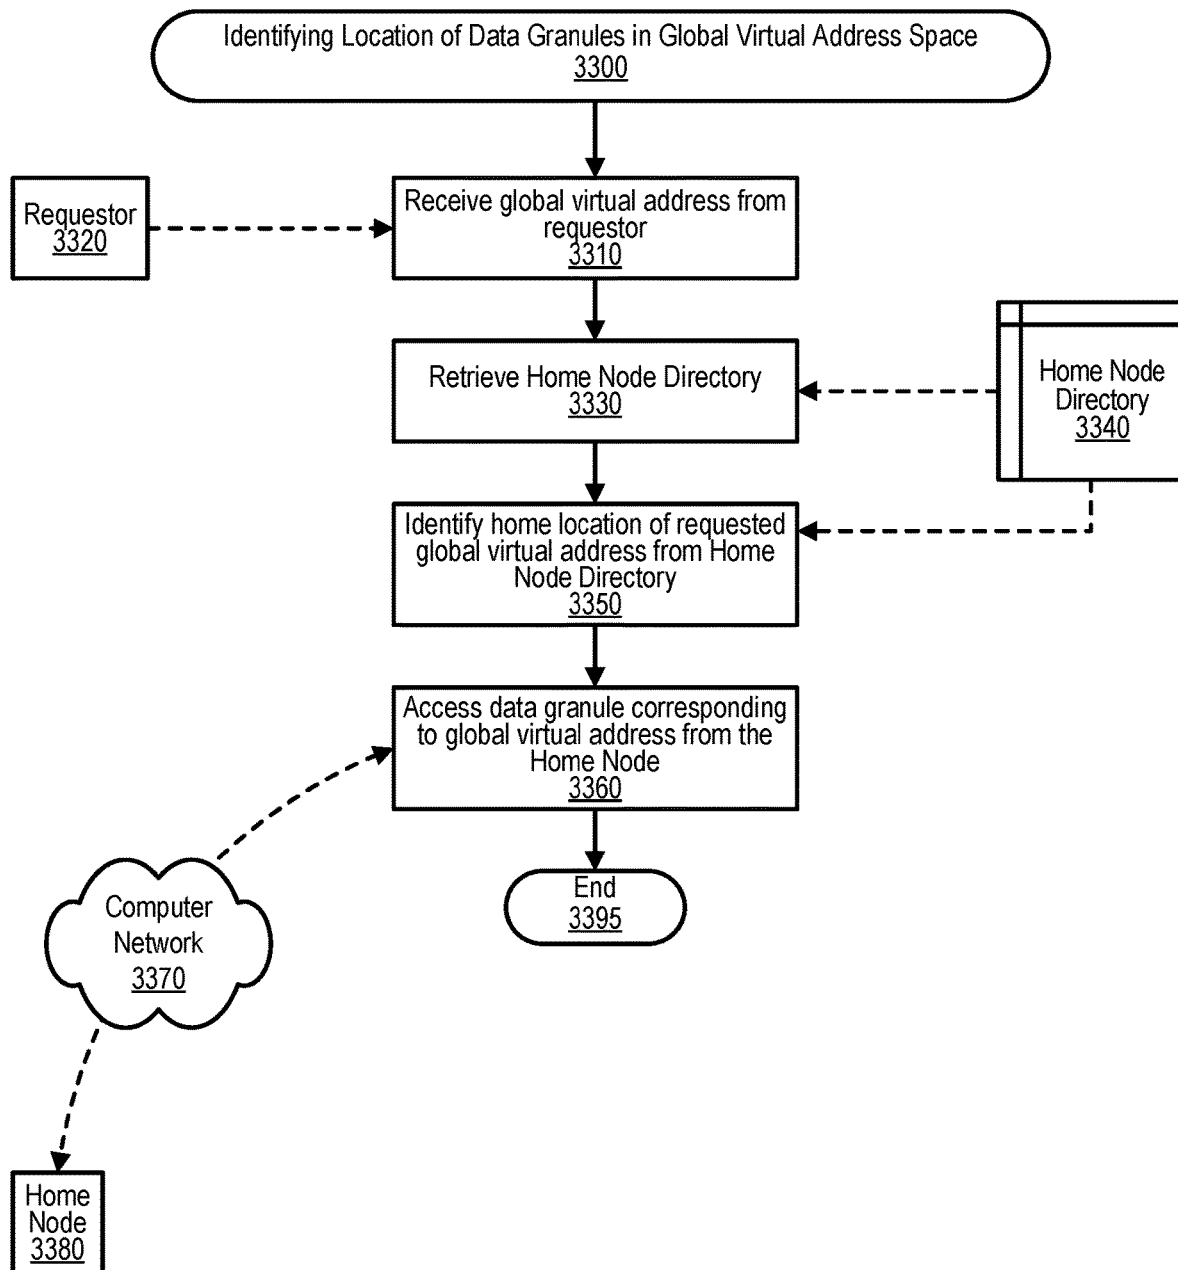 Identifying Location of Data Granules in Global Virtual Address Space
3300
Requestor
3320
Receive global virtual address from
requestor
3310
Retrieve Home Node Directory
3330
Home Node
Directory
3340
Identify home location of requested
global virtual address from Home
Node Directory
3350
Access data granule corresponding
to global virtual address from the
Home Node
3360
End
3395
Computer
Network
3370
Home
Node
3380